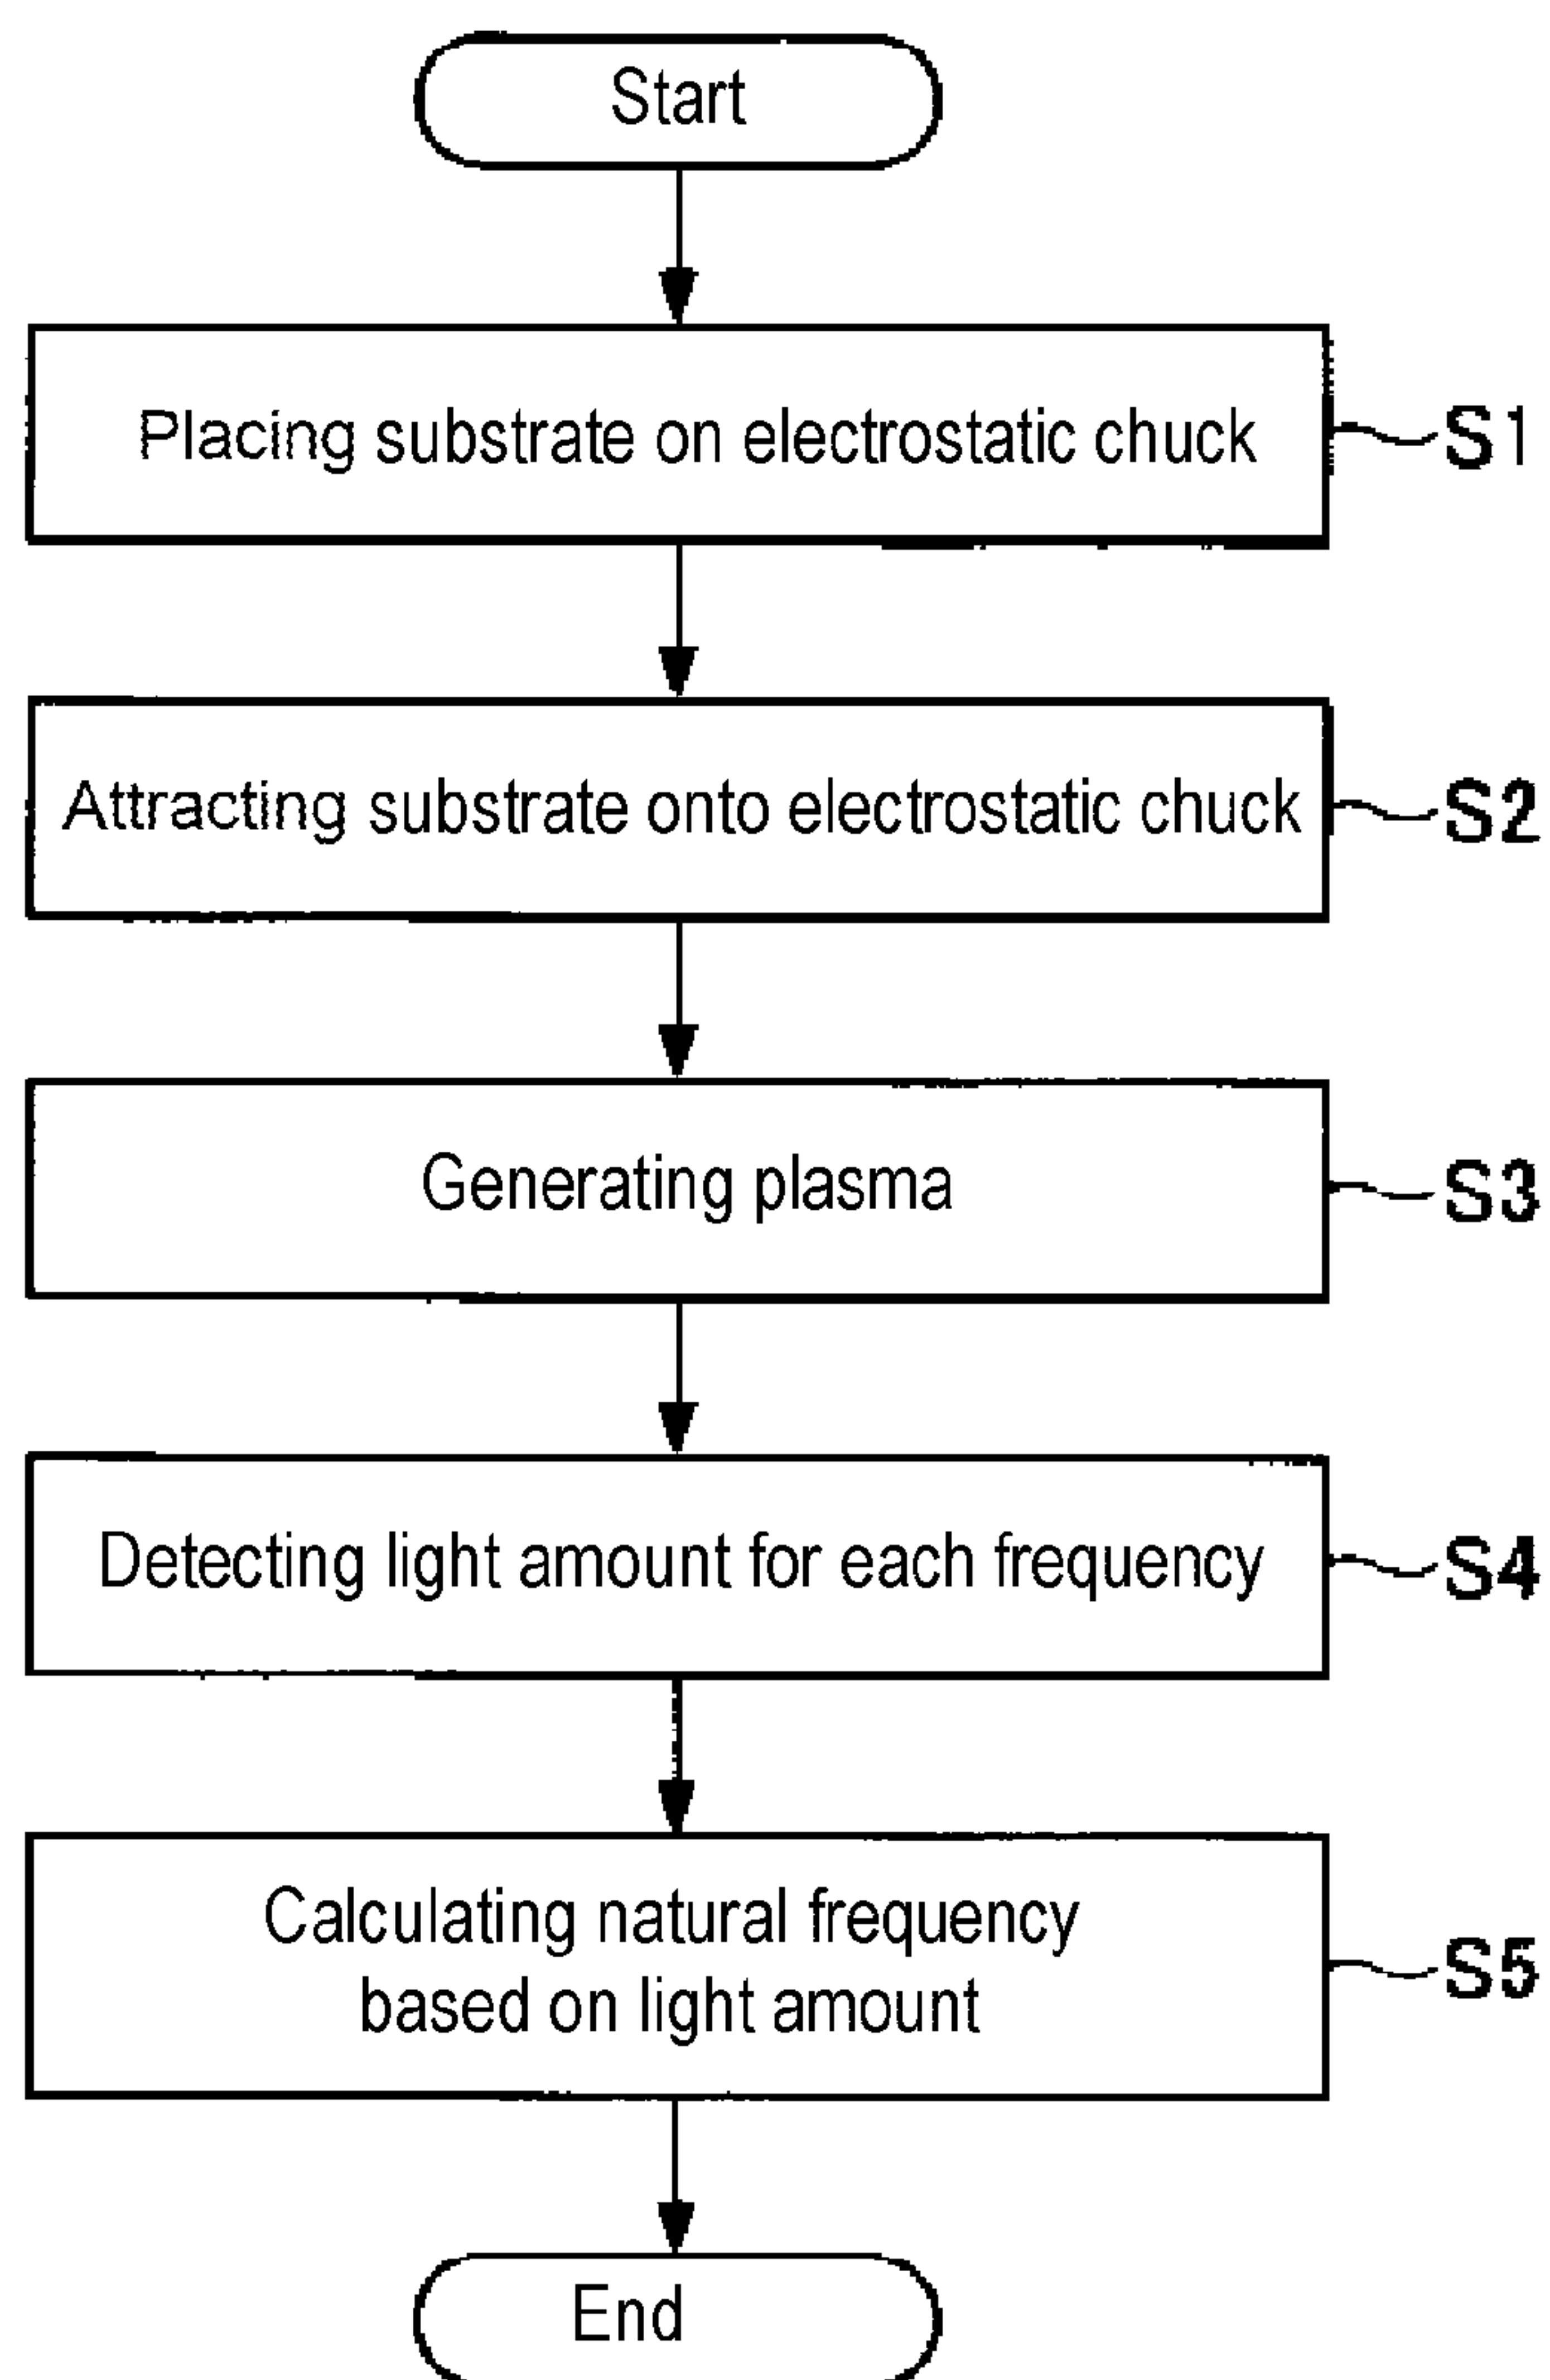 Start
Placing substrate on electrostatic chuck
S1
Attracting substrate onto electrostatic chuck
S2
Generating plasma
S3
Detecting light amount for each frequency
S4
Calculating natural frequency
based on light amount
S5
End